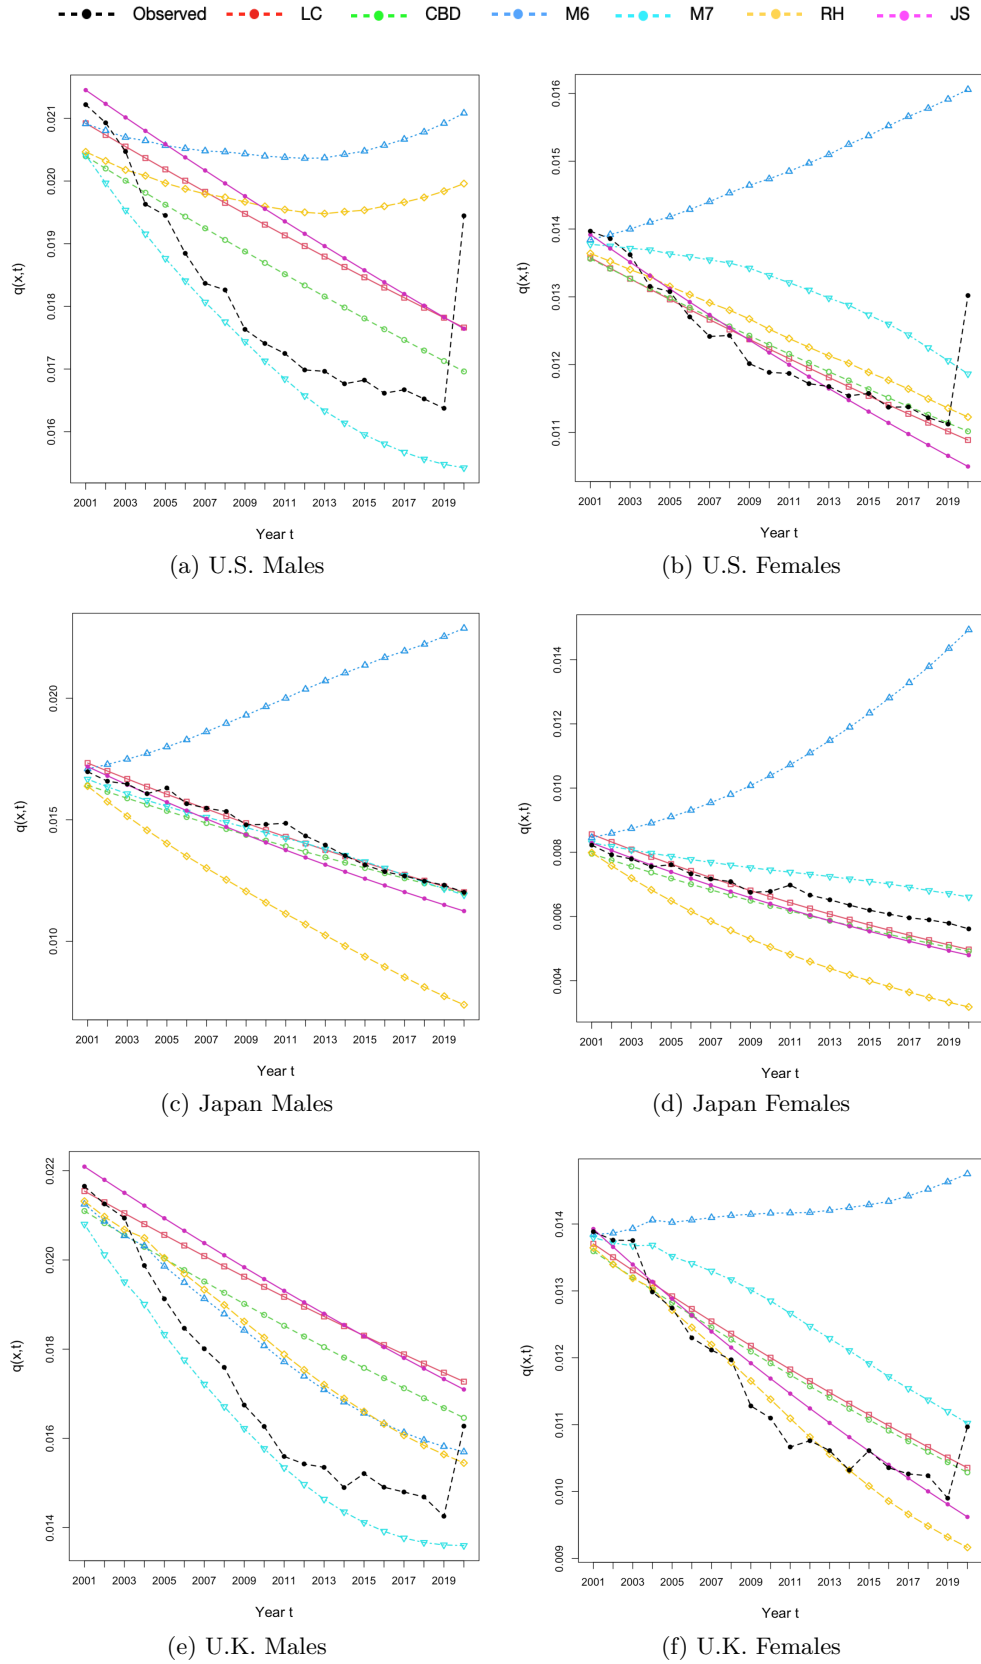 Observed LC CBD M6 M7 RH JS
q(x,t)
0.021
0.020
0.019
0.018
0.017
0.016
2001 2003 2005 2007 2009 2011 2013 2015 2017 2019
Year t
(a) U.S. Males
q(x,t)
0.016
0.015
0.014
0.013
0.012
0.011
2001 2003 2005 2007 2009 2011 2013 2015 2017 2019
Year t
(b) U.S. Females
q(x,t)
0.020
0.015
0.010
2001 2003 2005 2007 2009 2011 2013 2015 2017 2019
Year t
(c) Japan Males
q(x,t)
0.014
0.012
0.010
0.008
0.006
0.004
2001 2003 2005 2007 2009 2011 2013 2015 2017 2019
Year t
(d) Japan Females
q(x,t)
0.022
0.020
0.018
0.016
0.014
2001 2003 2005 2007 2009 2011 2013 2015 2017 2019
Year t
(e) U.K. Males
q(x,t)
0.014
0.013
0.012
0.011
0.010
0.009
2001 2003 2005 2007 2009 2011 2013 2015 2017 2019
Year t
(f) U.K. Females